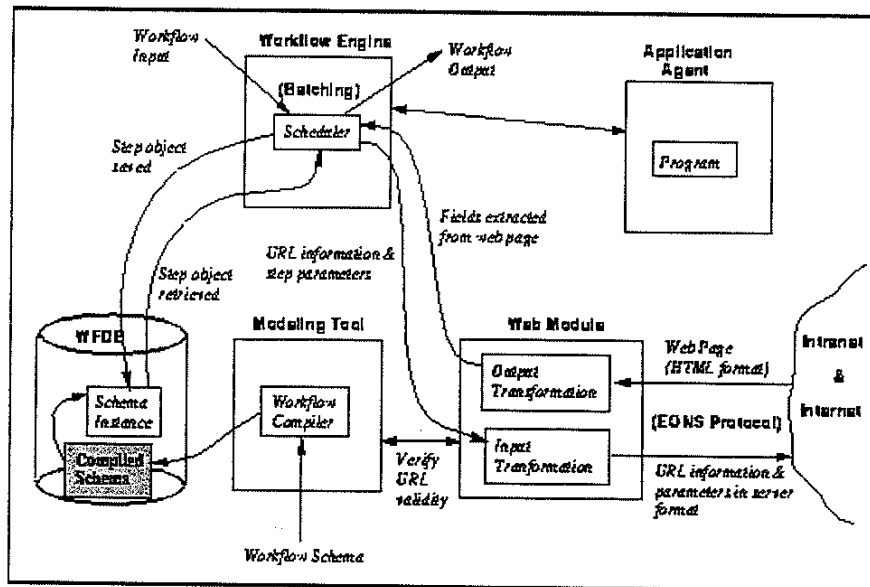 Workflow Engine
Workflow
Input
Workflow
Output
Application
Agent
(Batching)
Scheduler
Program
Step object
saved
Fields extracted
from web page
URL information &
step parameters
Step object
retrieved
WFDB
Modeling Tool
Web Module
Schema
Instance
Workflow
Compiler
Output
Transformation
Web Page
(HTML format)
Intranet
&
Internet
(EONS Protocol)
Compiled
Schema
Verify
URL
validity
Input
Transformation
URL information &
parameters in server
format
Workflow Schema